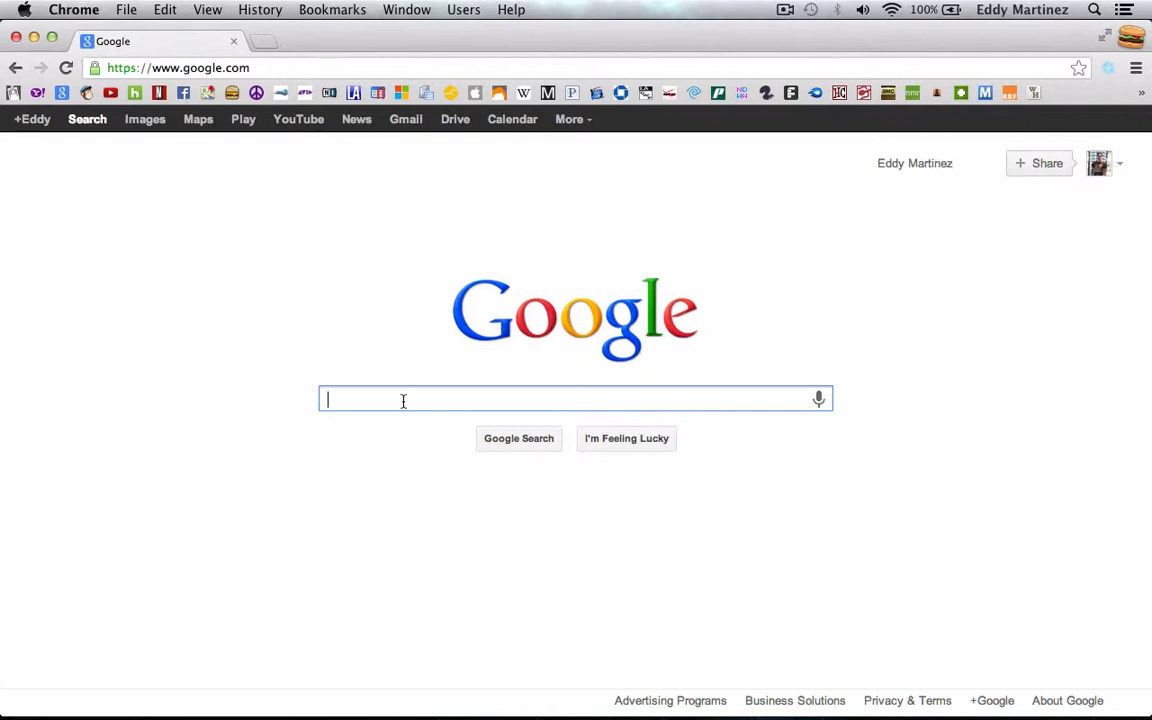 Chrome File Edit View History Bookmarks Window Users Help 100% Eddy Martinez
Google
https://www.google.com
+Eddy Search Images Maps Play YouTube News Gmail Drive Calendar More
Eddy Martinez + Share
Google
Google Search I'm Feeling Lucky
Advertising Programs Business Solutions Privacy & Terms +Google About Google